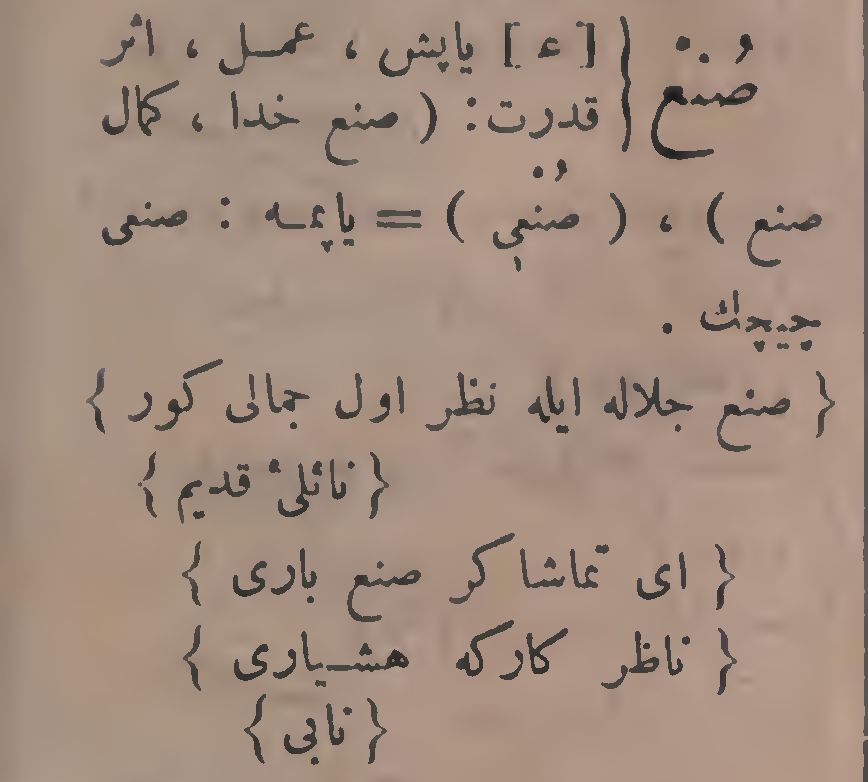 صُنْع { [ ع ] یاپش ، عمل ، اثر
قدرت : ( صنع خدا ، کمال
صنع ) ، ( صُنْعی ) = یاپمه : صنعی
چیچك .
{ صنع جلاله ایله نظر اول جمالی کور }
{ نائلیٔ قدیم }
{ ای تماشا کر صنع باری }
{ ناظر کارکه هشیاری }
{ نابی }